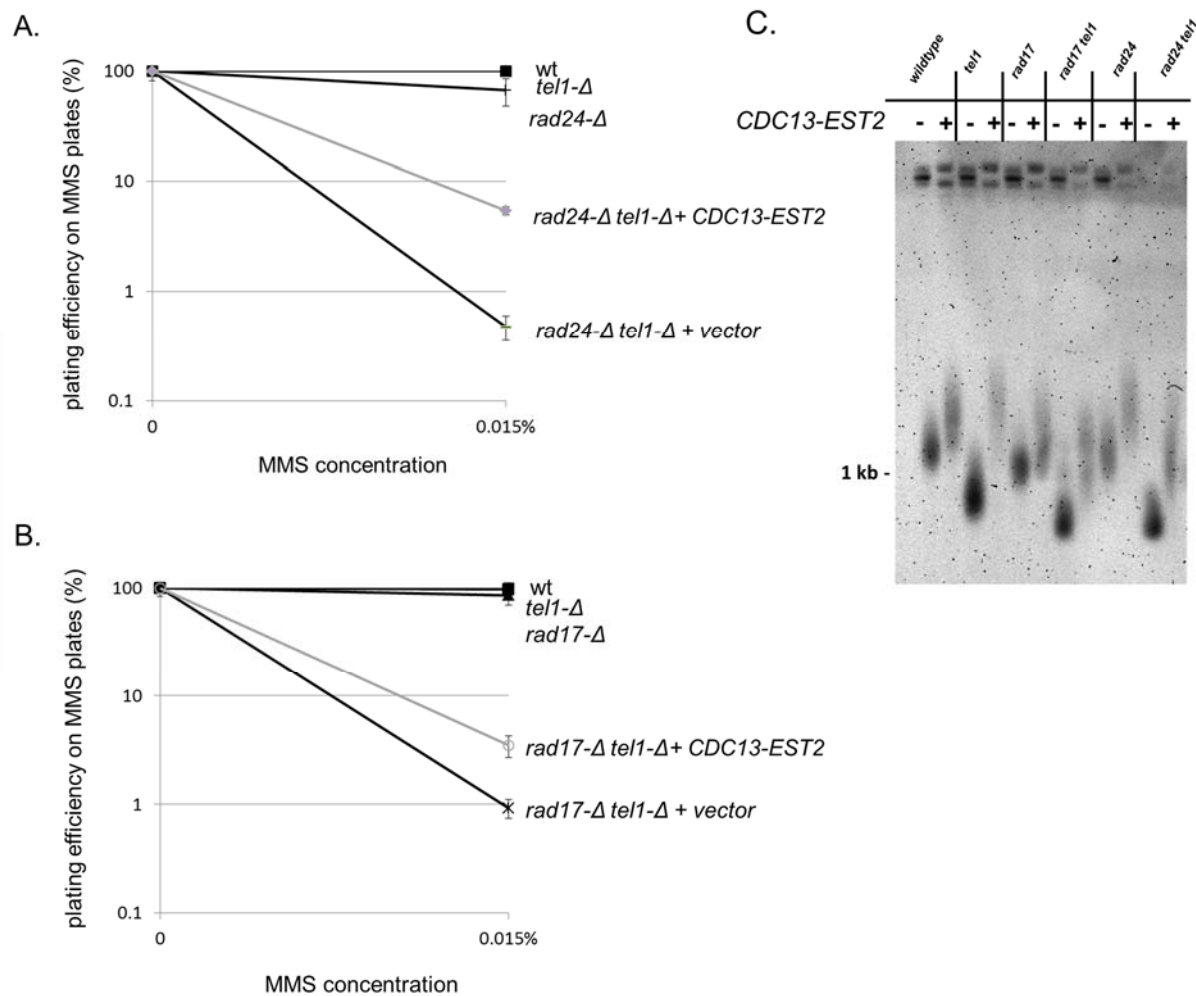 A.
plating efficiency on MMS plates (%)
100
10
1
0.1
0
0.015%
MMS concentration
wt
tel1-Δ
rad24-Δ
rad24-Δ tel1-Δ+ CDC13-EST2
rad24-Δ tel1-Δ + vector
B.
plating efficiency on MMS plates (%)
100
10
1
0.1
0
0.015%
MMS concentration
wt
tel1-Δ
rad17-Δ
rad17-Δ tel1-Δ+ CDC13-EST2
rad17-Δ tel1-Δ + vector
C.
wildtype
tel1
rad17
rad17 tel1
rad24
rad24 tel1
CDC13-EST2 - + - + - + - + - + - +
1 kb -